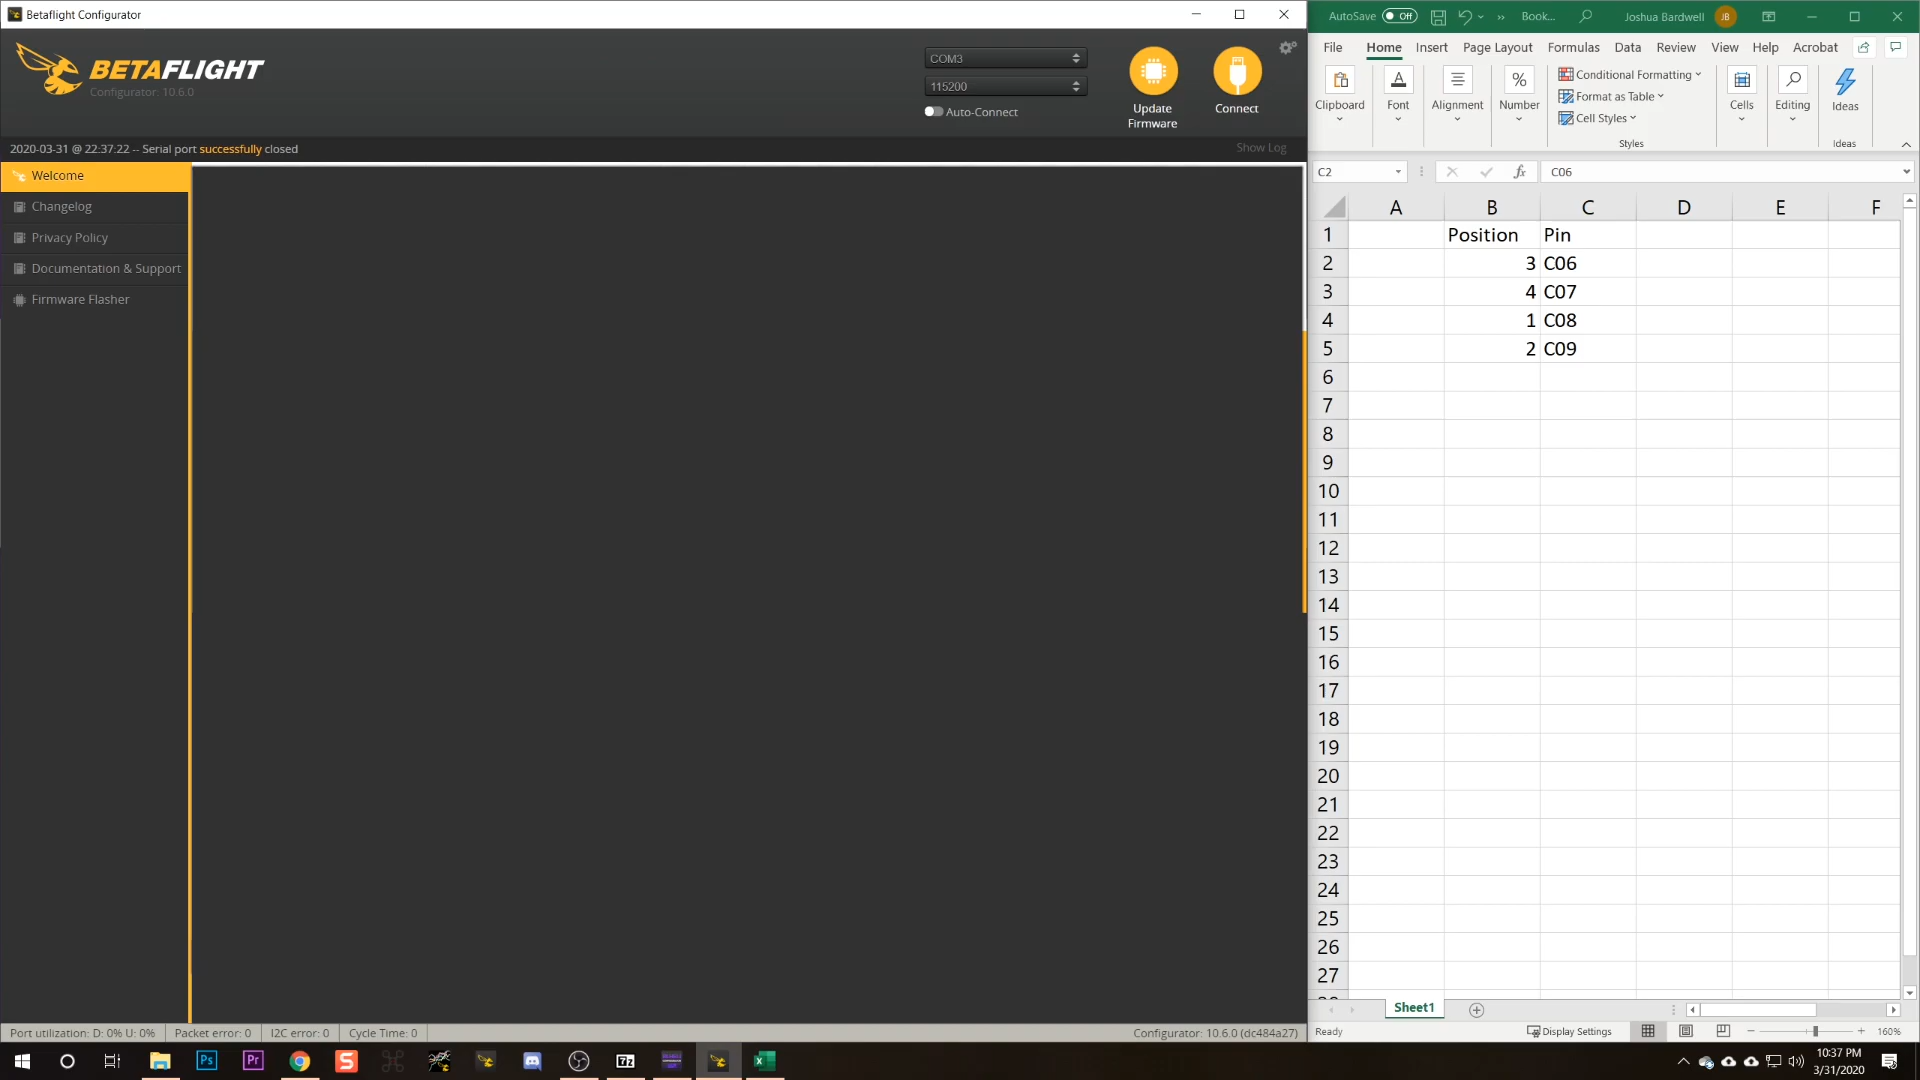 Betaflight Configurator
BETAFLIGHT
Configurator: 10.6.0
COM3
115200
Auto-Connect
Update
Firmware
Connect
2020-03-31 @ 22:37:22 -- Serial port successfully closed
Show Log
Welcome
Changelog
Privacy Policy
Documentation & Support
Firmware Flasher
Port utilization: D: 0% U: 0%
Packet error: 0
I2C error: 0
Cycle Time: 0
Configurator: 10.6.0 (dc484a27)
AutoSave Off
Book...
Joshua Bardwell
JB
File Home Insert Page Layout Formulas Data Review View Help Acrobat
Clipboard
Font
Alignment
Number
Conditional Formatting
Format as Table
Cell Styles
Styles
Cells
Editing
Ideas
Ideas
C2
fx
C06
A B C D E F
1 Position Pin
2 3 C06
3 4 C07
4 1 C08
5 2 C09
6
7
8
9
10
11
12
13
14
15
16
17
18
19
20
21
22
23
24
25
26
27
Sheet1
Ready
Display Settings
160%
Ps
Pr
S
7z
10:37 PM
3/31/2020